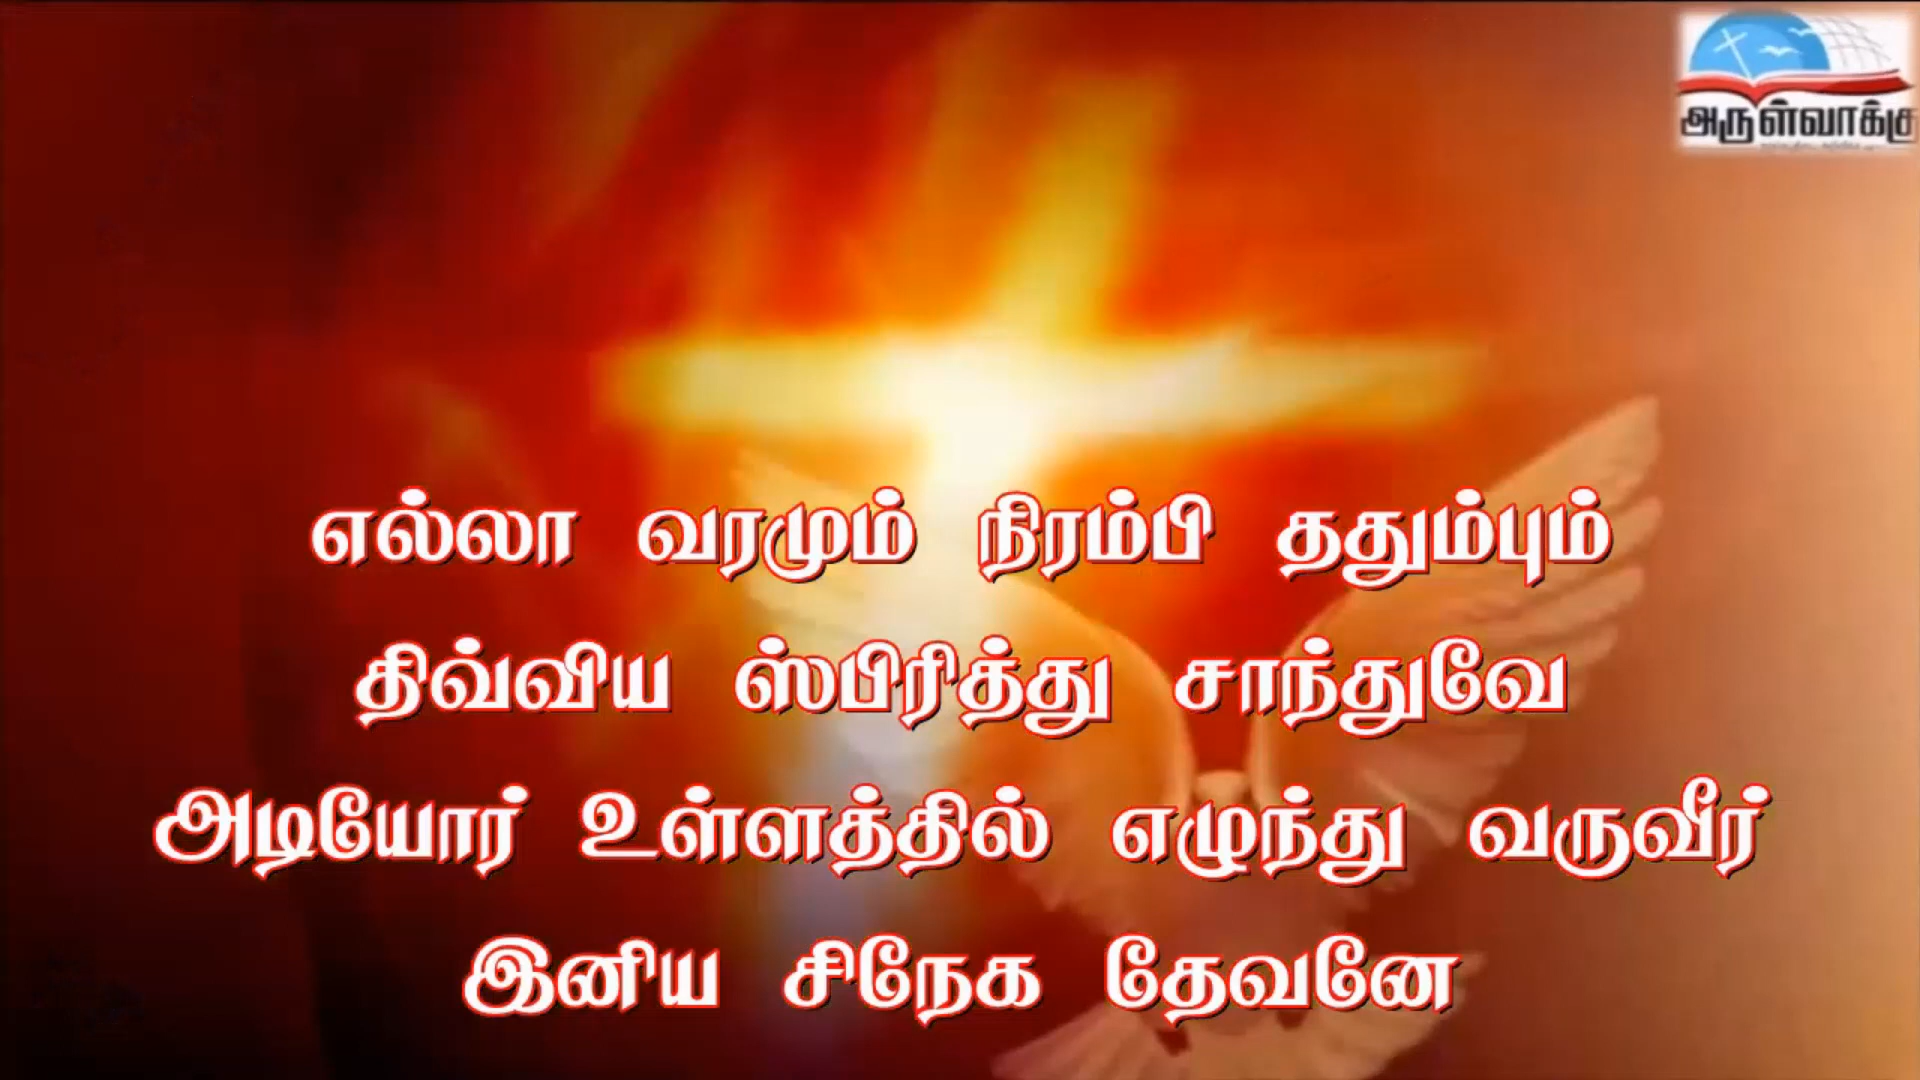 அருள்வாக்கு
எல்லா வரமும் நிரம்பி ததும்பும்
திவ்விய ஸ்பிரித்து சாந்துவே
அடியோர் உள்ளத்தில் எழுந்து வருவீர்
இனிய சிநேக தேவனே